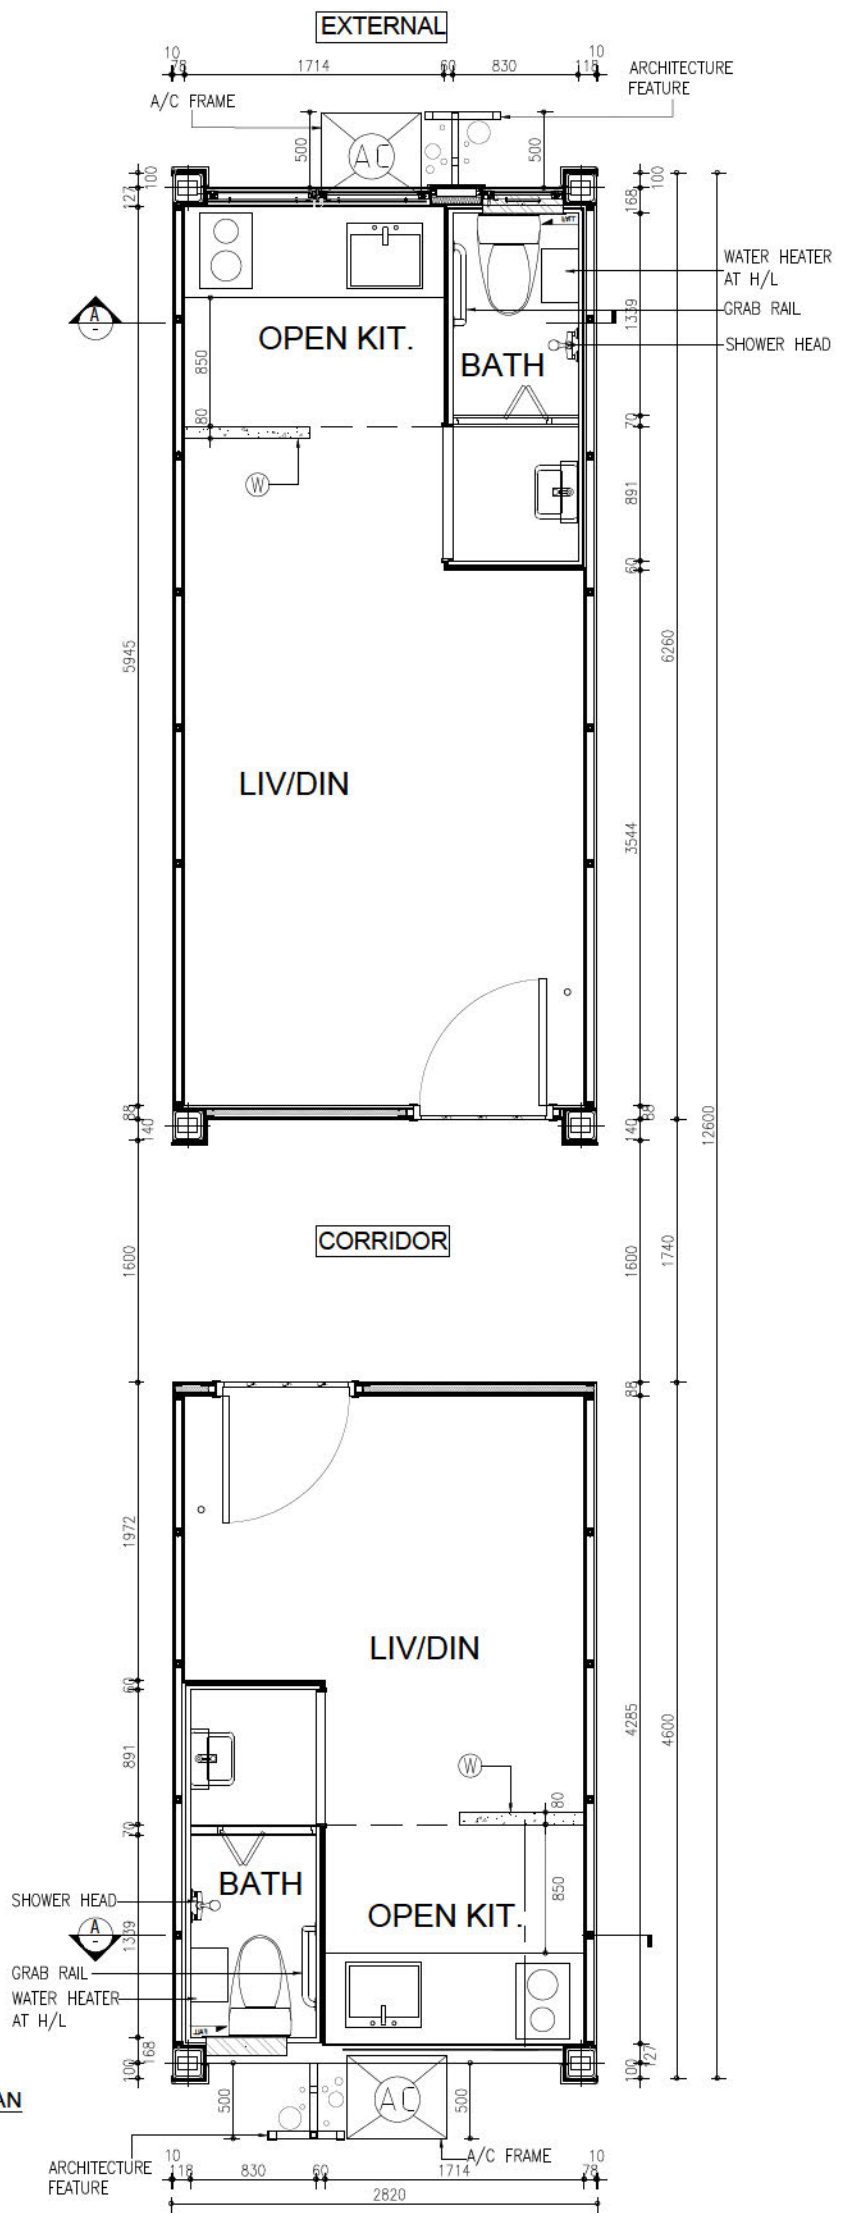 EXTERNAL
10
78
1714
60
830
118
10
ARCHITECTURE
FEATURE
A/C FRAME
500
AC
500
100
127
100
168
WATER HEATER
AT H/L
GRAB RAIL
SHOWER HEAD
A
-
OPEN KIT.
BATH
850
1339
80
70
W
891
60
5945
6260
LIV/DIN
3544
88
140
88
140
12600
CORRIDOR
1600
1600
1740
88
1972
LIV/DIN
60
4285
4600
891
W
80
70
BATH
850
SHOWER HEAD
OPEN KIT.
A
-
1339
GRAB RAIL
WATER HEATER
AT H/L
168
100
127
100
500
AC
500
AN
A/C FRAME
ARCHITECTURE
FEATURE
10
118
830
60
1714
78
10
2820